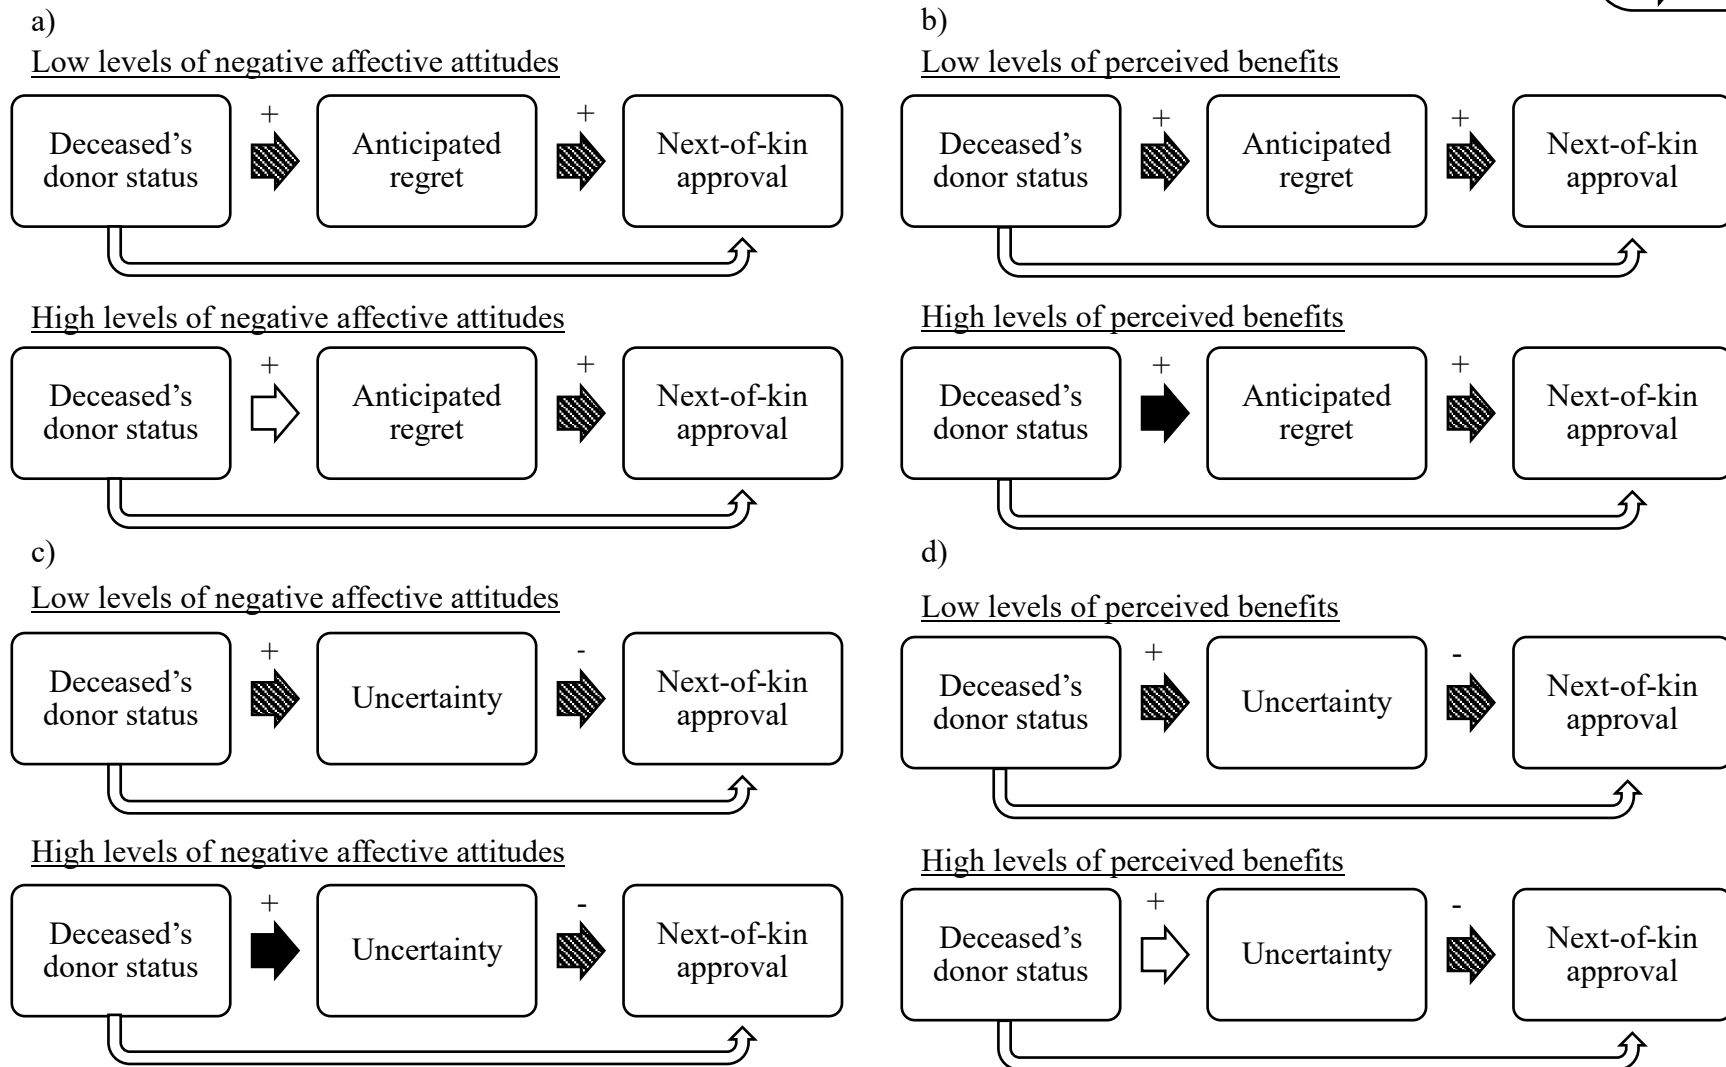 a)
Low levels of negative affective attitudes
+
+
Deceased’s
donor status
Anticipated
regret
Next-of-kin
approval
High levels of negative affective attitudes
+
+
Deceased’s
donor status
Anticipated
regret
Next-of-kin
approval
b)
Low levels of perceived benefits
+
+
Deceased’s
donor status
Anticipated
regret
Next-of-kin
approval
High levels of perceived benefits
+
+
Deceased’s
donor status
Anticipated
regret
Next-of-kin
approval
c)
Low levels of negative affective attitudes
+
-
Deceased’s
donor status
Uncertainty
Next-of-kin
approval
High levels of negative affective attitudes
+
-
Deceased’s
donor status
Uncertainty
Next-of-kin
approval
d)
Low levels of perceived benefits
+
-
Deceased’s
donor status
Uncertainty
Next-of-kin
approval
High levels of perceived benefits
+
-
Deceased’s
donor status
Uncertainty
Next-of-kin
approval